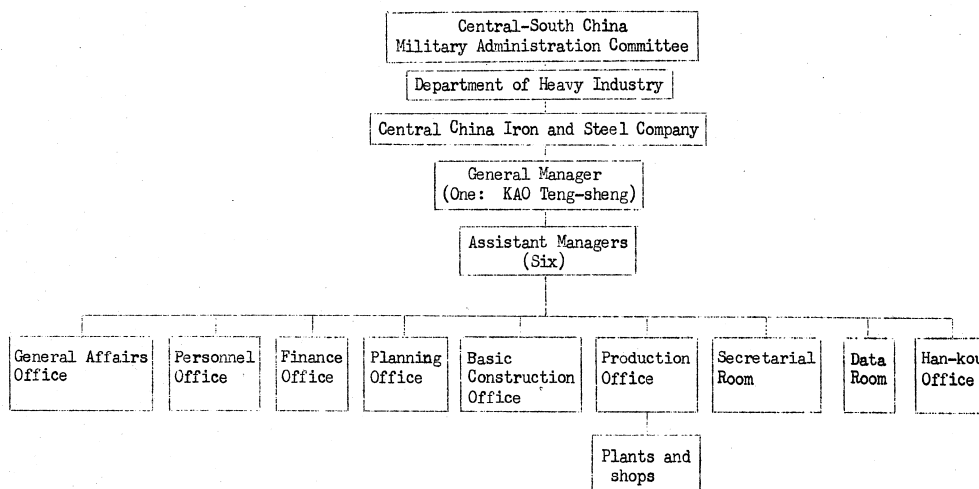 Central-South China
Military Administration Committee
Department of Heavy Industry
Central China Iron and Steel Company
General Manager
(One: KAO Teng-sheng)
Assistant Managers
(Six)
General Affairs
Office
Personnel
Office
Finance
Office
Planning
Office
Basic
Construction
Office
Production
Office
Secretarial
Room
Data
Room
Han-kou
Office
Plants and
shops